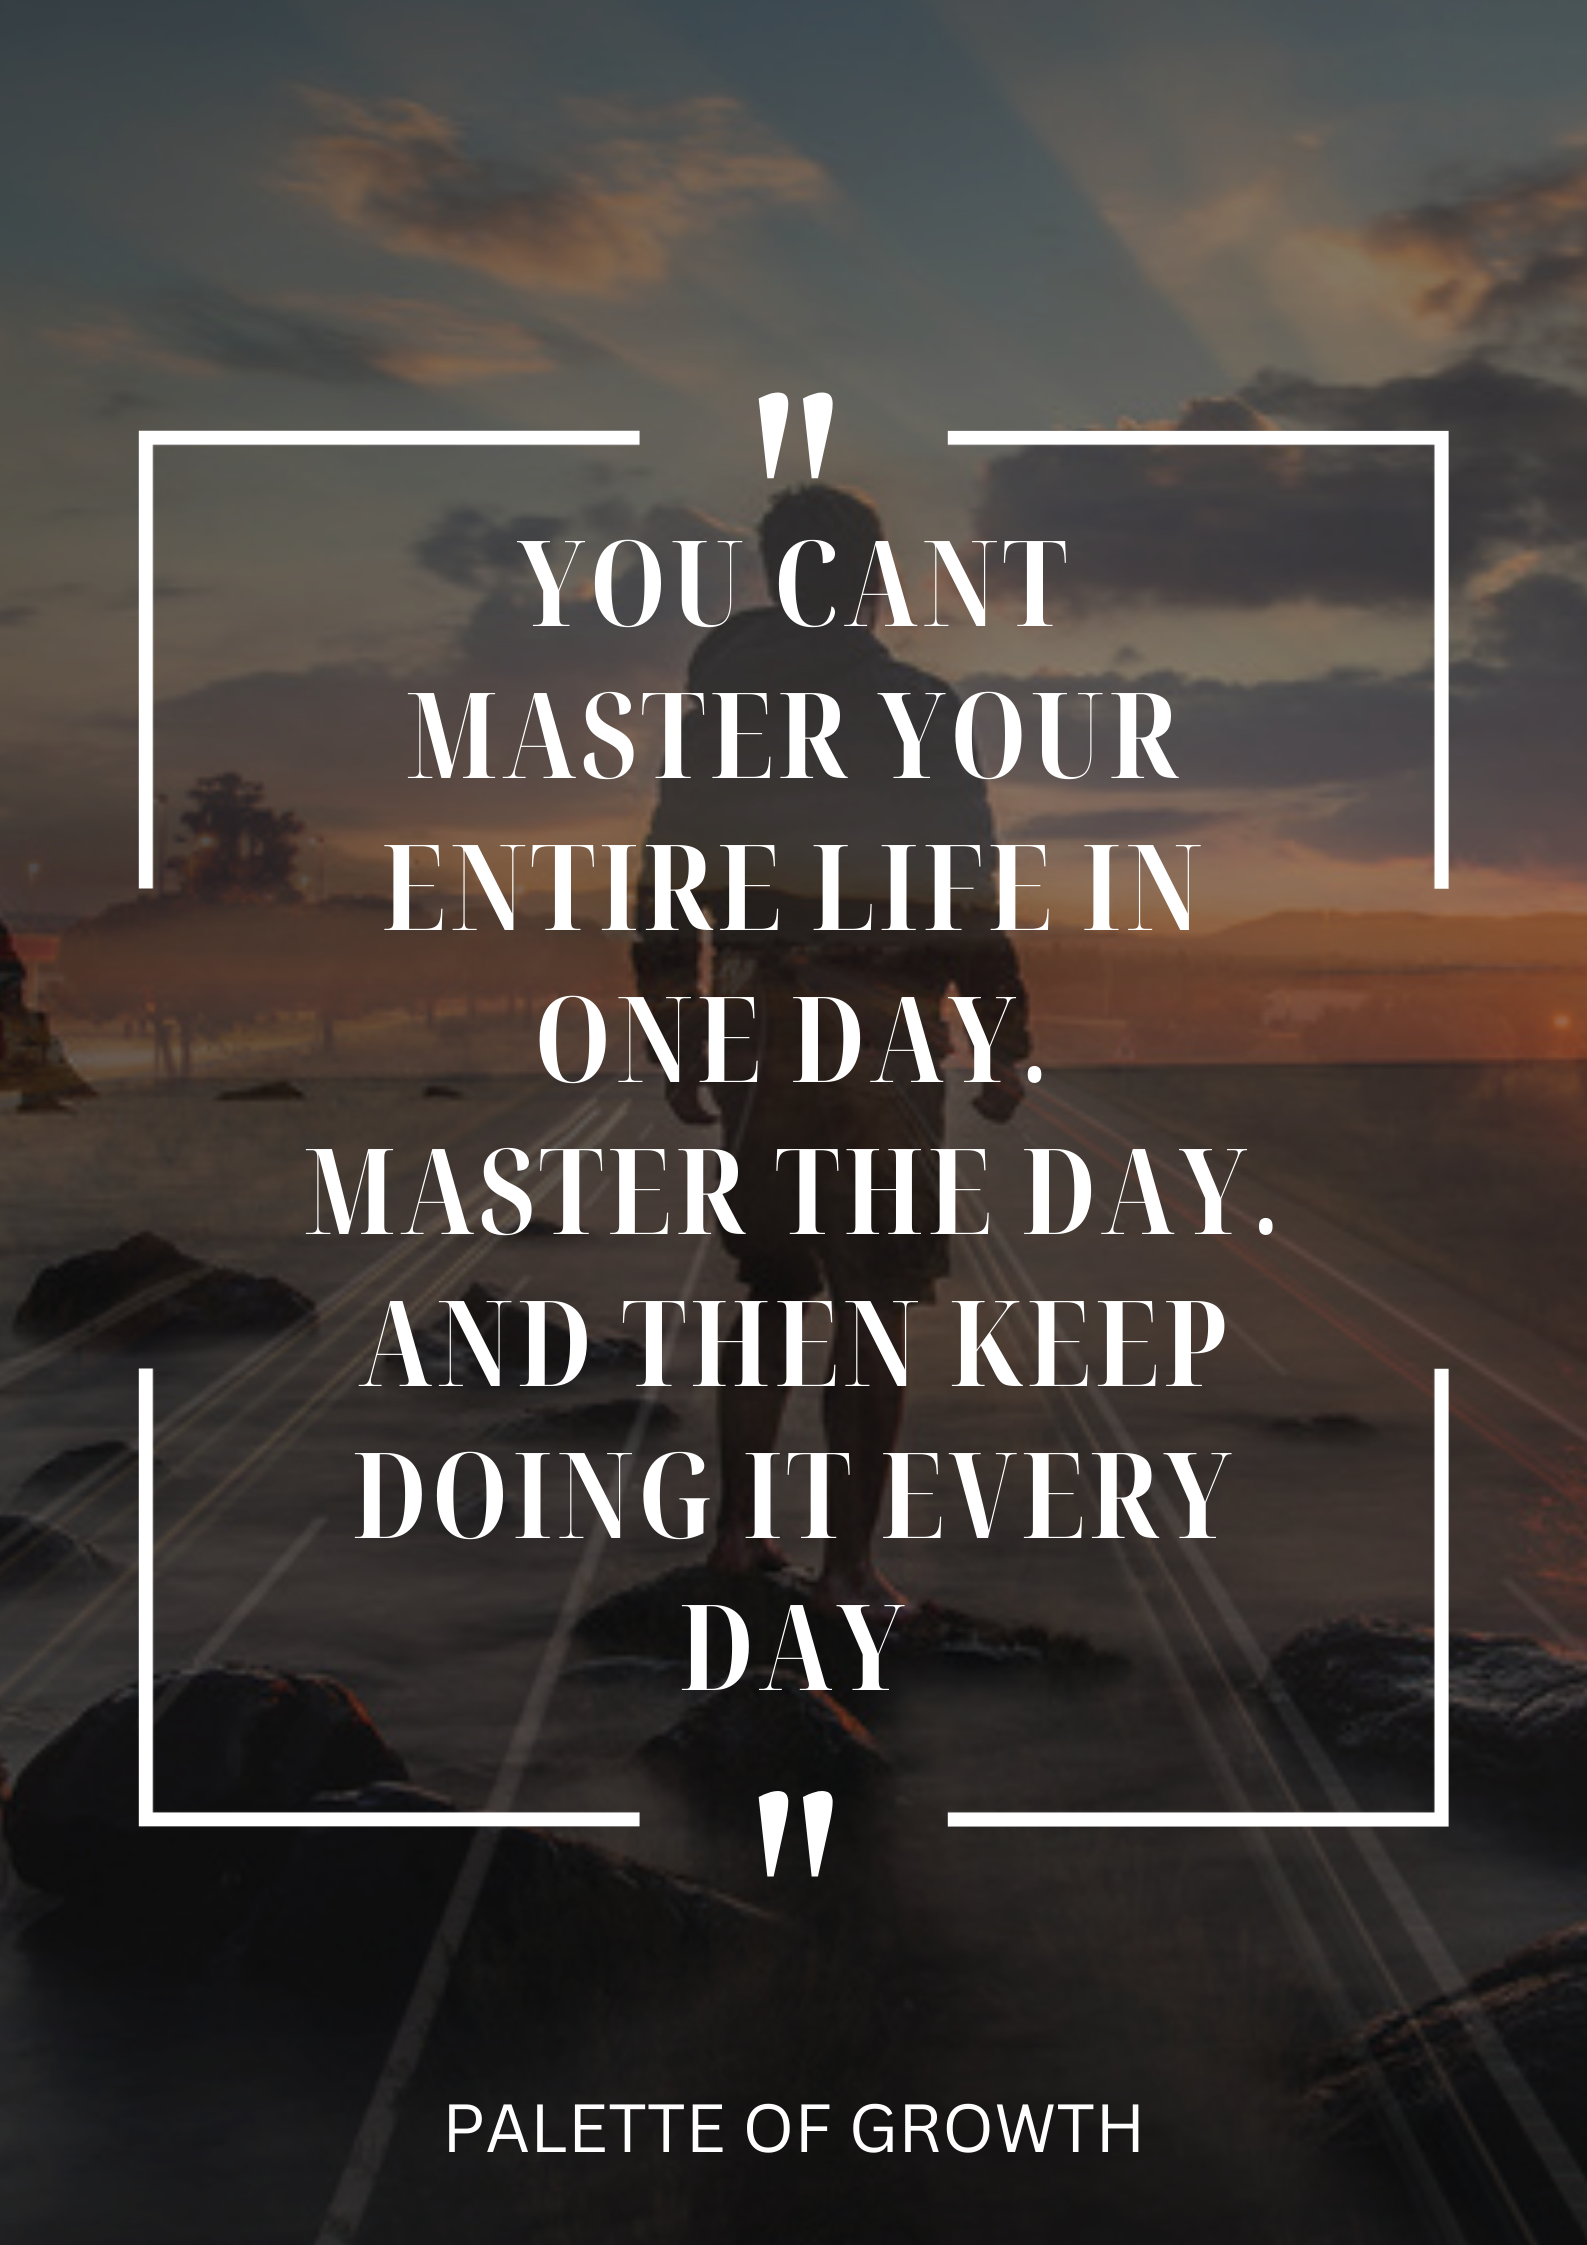 "
YOU CANT
MASTER YOUR
ENTIRE LIFE IN
ONE DAY.
MASTER THE DAY.
AND THEN KEEP
DOING IT EVERY
DAY
"
PALETTE OF GROWTH